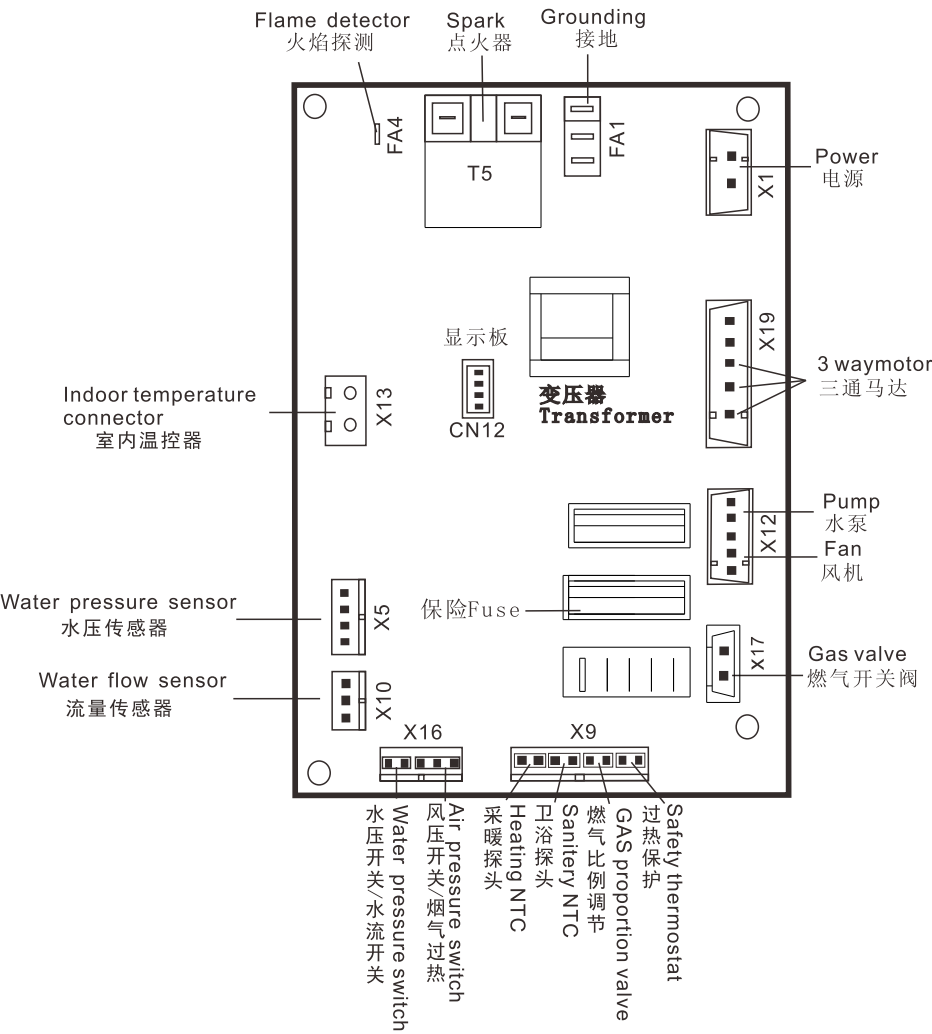 Flame detector
火焰探测
Spark
点火器
Grounding
接地
FA4
T5
FA1
X1
Power
电源
显示板
CN12
变压器
Transformer
X19
3 waymotor
三通马达
Indoor temperature
connector
室内温控器
X13
X12
Pump
水泵
Fan
风机
Water pressure sensor
水压传感器
X5
保险Fuse
X17
Gas valve
燃气开关阀
Water flow sensor
流量传感器
X10
X16
X9
Water pressure switch
水压开关/水流开关
Air pressure switch
风压开关/烟气过热
Heating NTC
采暖探头
Sanitery NTC
卫浴探头
GAS proportion valve
燃气比例调节
Safety thermostat
过热保护